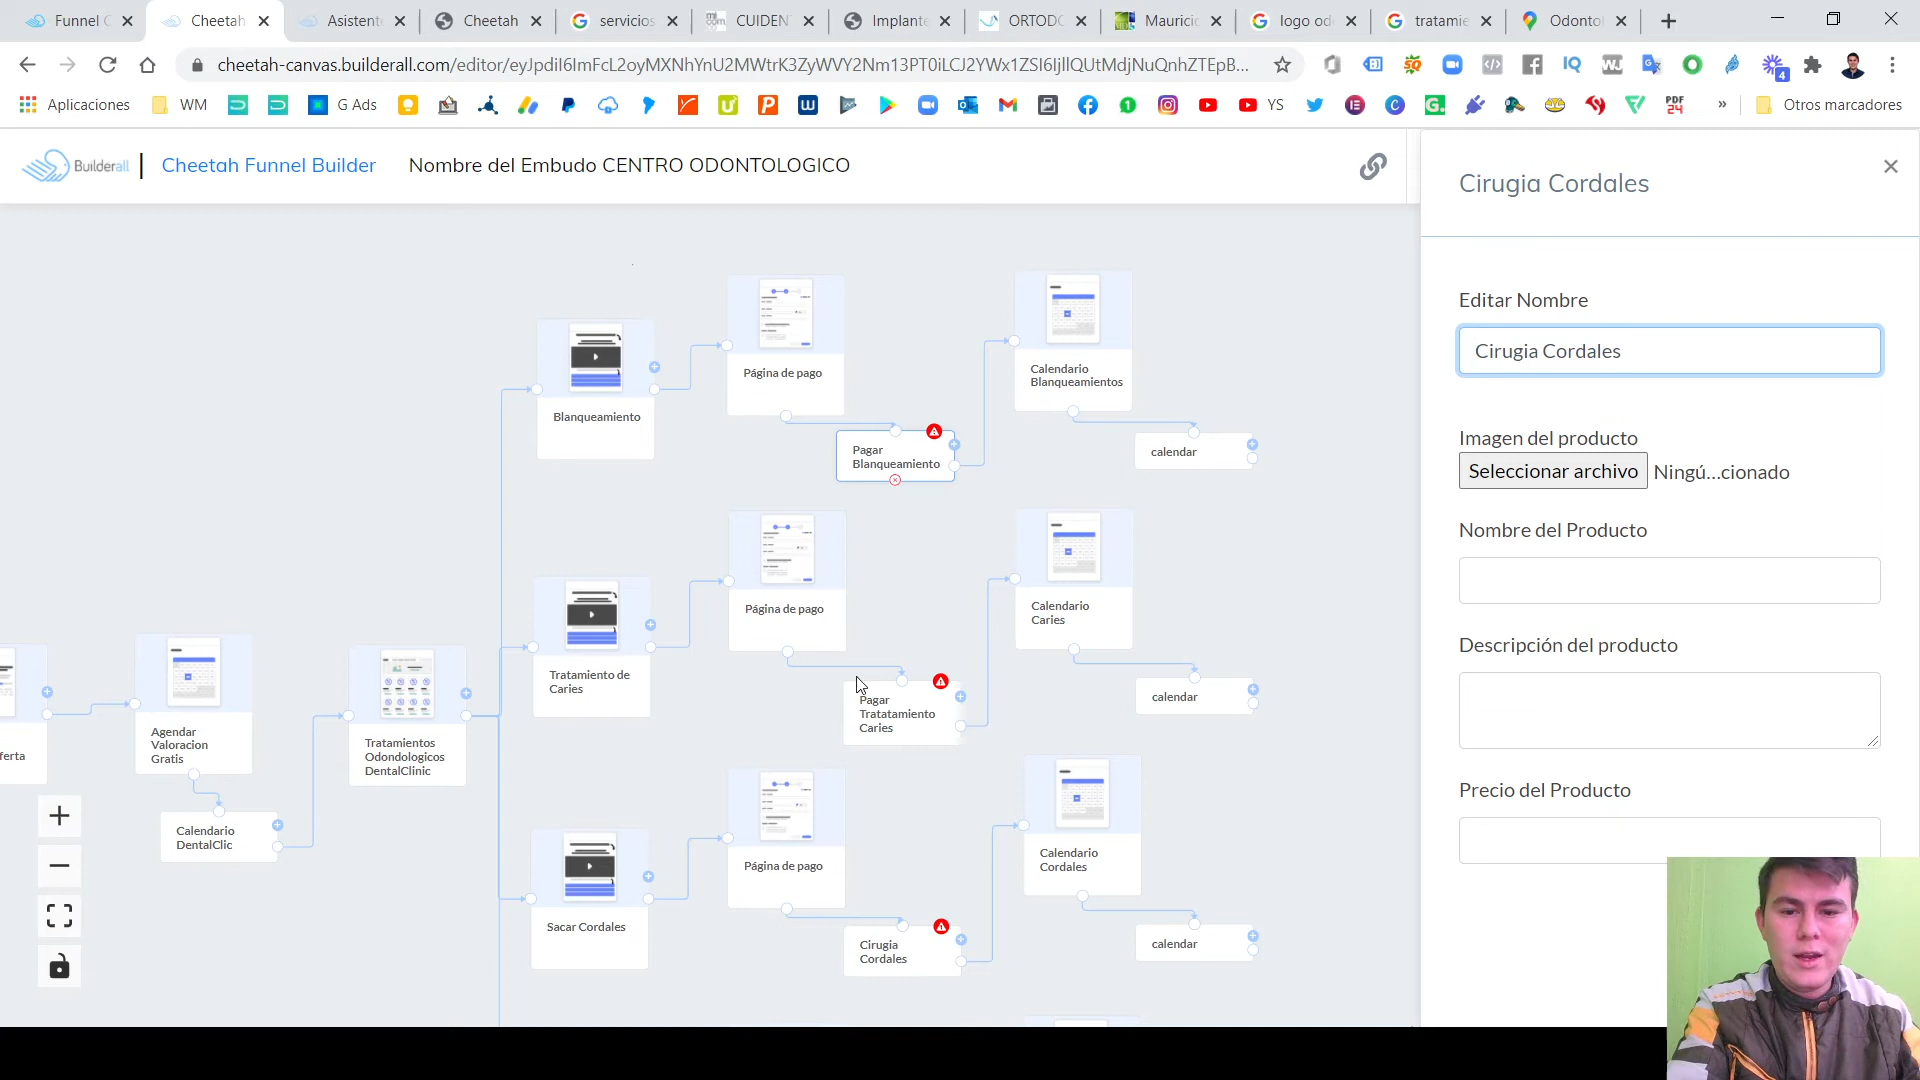 Funnel C
Cheetah
Asistent
Cheetah
servicios
CUIDEN
Implante
ORTODO
Mauricio
logo od
tratamie
Odontol
cheetah-canvas.builderall.com/editor/eyJpdiI6ImFcL2oyMXNhYnU2MWtrK3ZyWVY2Nm13PT0iLCJ2YWx1ZSI6IjllQUtMdjNuQnhZTEpB...
Aplicaciones
WM
G Ads
YS
Otros marcadores
Builderall
Cheetah Funnel Builder
Nombre del Embudo CENTRO ODONTOLOGICO
Cirugia Cordales
Editar Nombre
Cirugia Cordales
Imagen del producto
Seleccionar archivo
Ningú...cionado
Nombre del Producto
Descripción del producto
Precio del Producto
Blanqueamiento
Página de pago
Pagar
Blanqueamiento
Calendario
Blanqueamientos
calendar
Tratamiento de
Caries
Página de pago
Pagar
Tratatamiento
Caries
Calendario
Caries
calendar
ferta
Agendar
Valoracion
Gratis
Calendario
DentalClic
Tratamientos
Odondologicos
DentalClinic
Sacar Cordales
Página de pago
Cirugia
Cordales
Calendario
Cordales
calendar